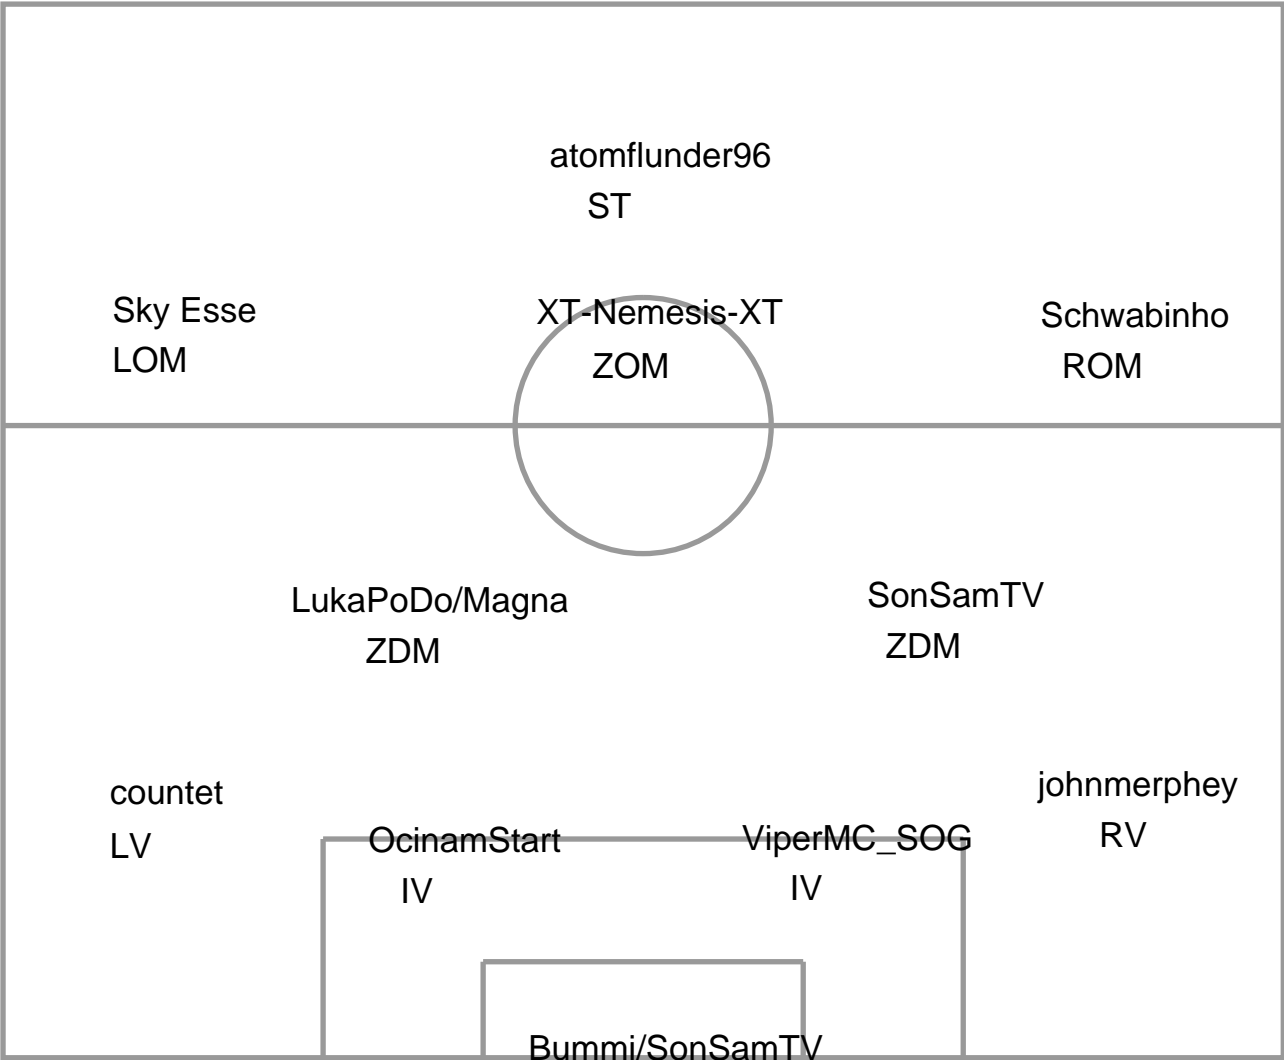 atomflunder96
ST
Sky Esse
LOM
XT-Nemesis-XT
ZOM
Schwabinho
ROM
LukaPoDo/Magna
ZDM
SonSamTV
ZDM
countet
LV
OcinamStart
IV
ViperMC_SOG
IV
johnmerphey
RV
Bummi/SonSamTV